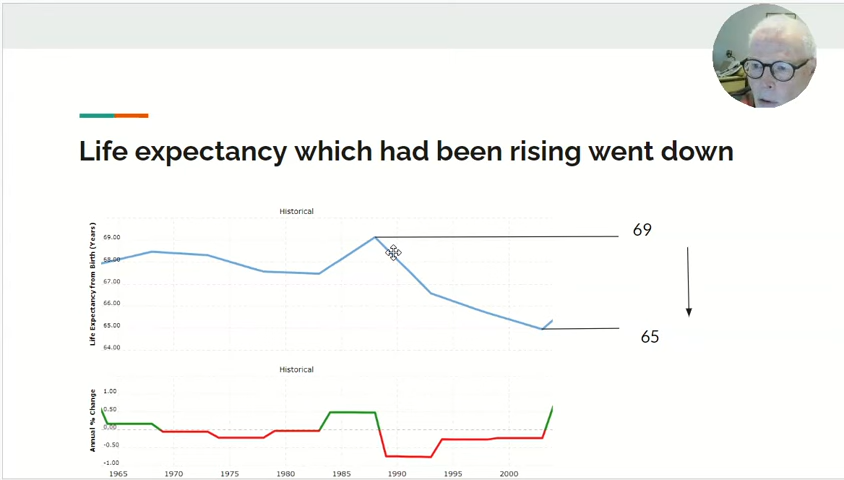 Life expectancy which had been rising went down
Historical
Life Expectancy from Birth (Years)
69.00
68.00
67.00
66.00
65.00
64.00
69
65
Historical
Annual % Change
1.00
0.50
0.00
-0.50
-1.00
1965 1970 1975 1980 1985 1990 1995 2000